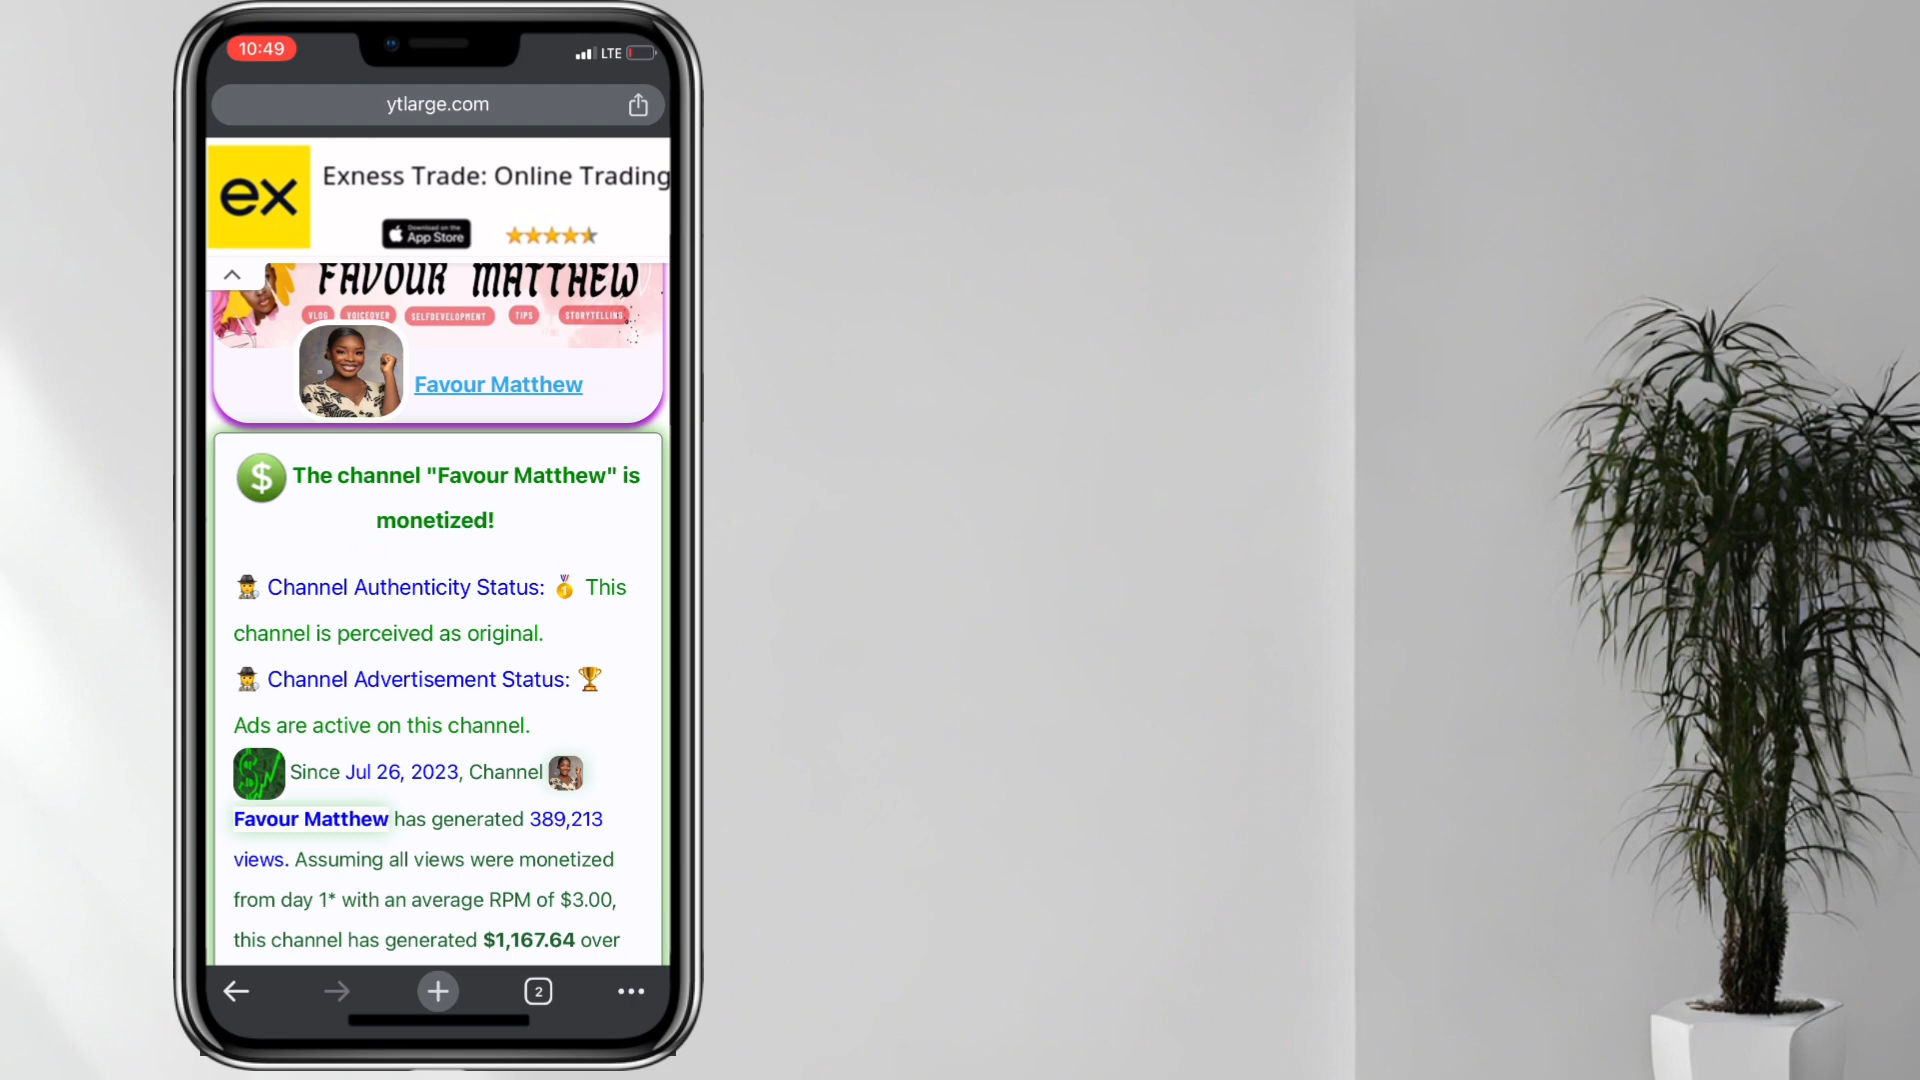 10:49
LTE
ytlarge.com
ex
Exness Trade: Online Trading
Download on the
App Store
FAVOUR MATTHEW
VLOG VOICEOVER SELFDEVELOPMENT TIPS STORYTELLING
Favour Matthew
The channel "Favour Matthew" is
monetized!
Channel Authenticity Status: This
channel is perceived as original.
Channel Advertisement Status:
Ads are active on this channel.
Since Jul 26, 2023, Channel
Favour Matthew has generated 389,213
views. Assuming all views were monetized
from day 1* with an average RPM of $3.00,
this channel has generated $1,167.64 over
2